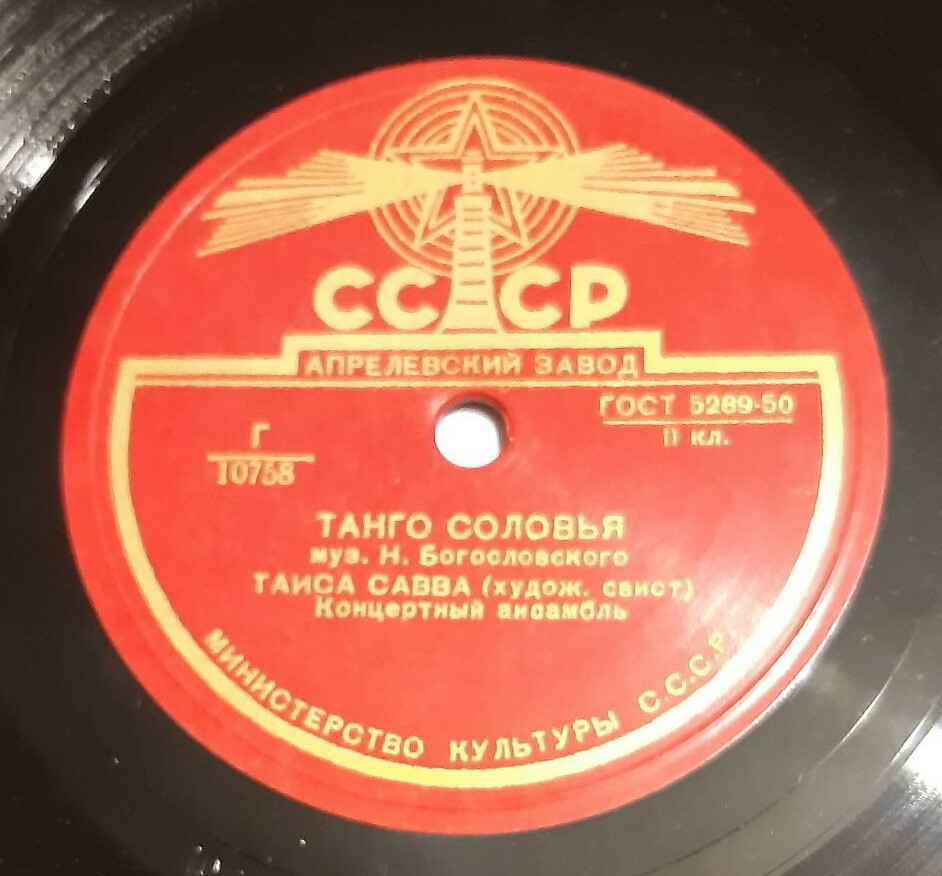 СССР
АПРЕЛЕВСКИЙ ЗАВОД
ГОСТ 5289-50
II кл.
Г
10758
ТАНГО СОЛОВЬЯ
муз. Н. Богословского
ТАИСА САВВА (худож. свист)
Концертный ансамбль
МИНИСТЕРСТВО КУЛЬТУРЫ С.С.С.Р.